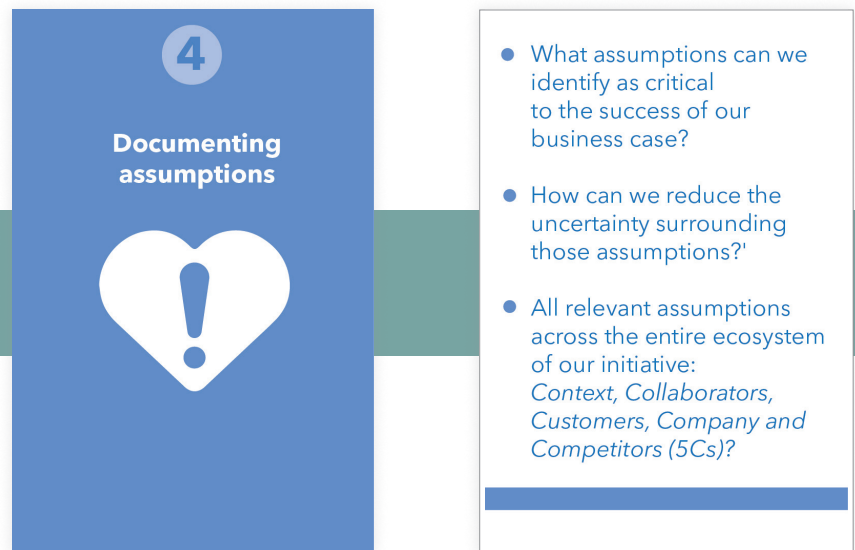 4
Documenting
assumptions
What assumptions can we
identify as critical
to the success of our
business case?
How can we reduce the
uncertainty surrounding
those assumptions?'
All relevant assumptions
across the entire ecosystem
of our initiative:
Context, Collaborators,
Customers, Company and
Competitors (5Cs)?